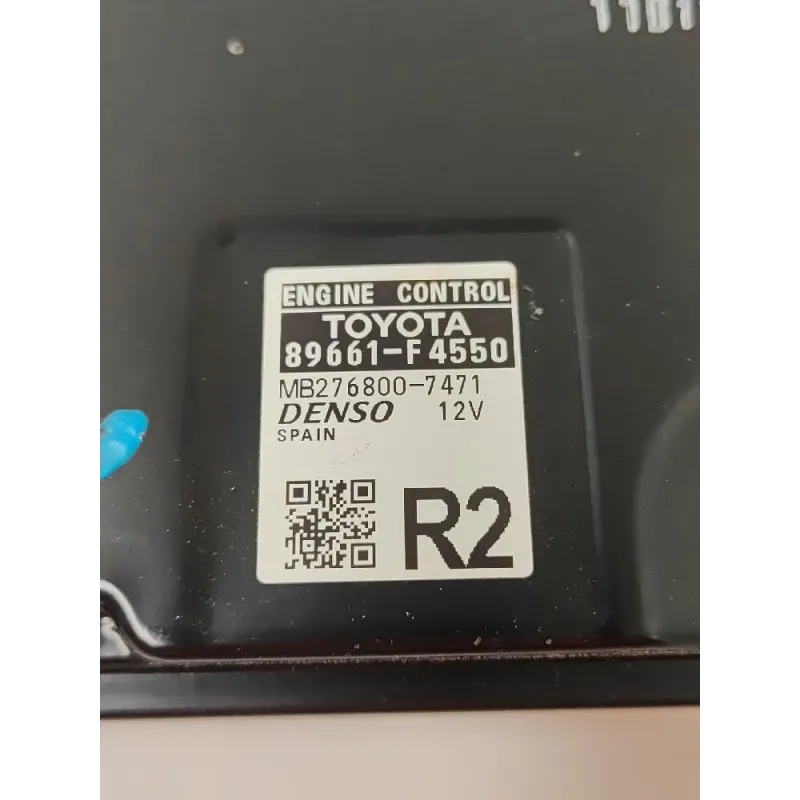 ENGINE CONTROL
TOYOTA
89661-F4550
MB276800-7471
DENSO 12V
SPAIN
R2